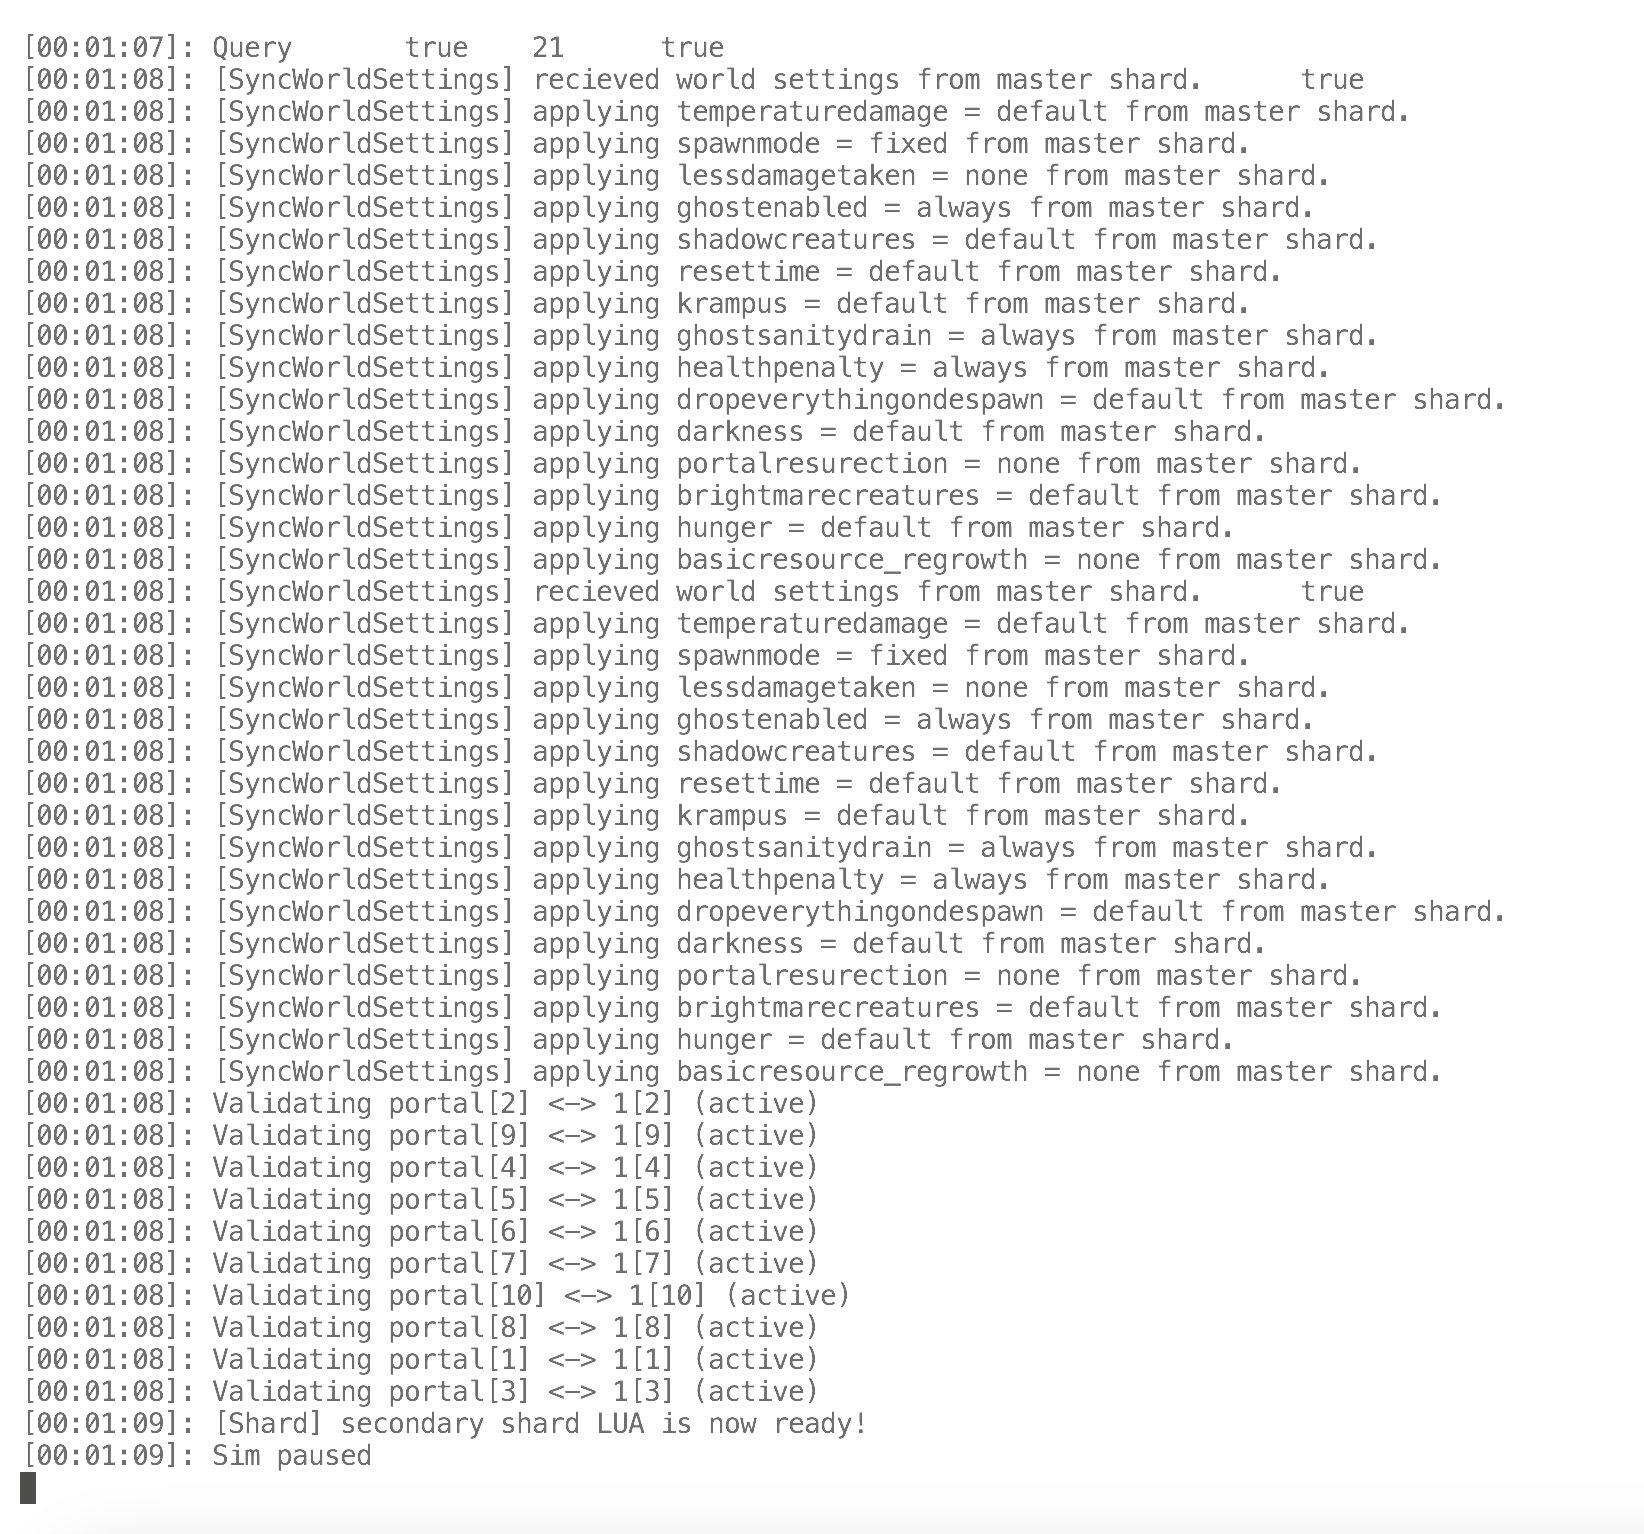 [00:01:07]: Query	true	21	true
[00:01:08]: [SyncWorldSettings] recieved world settings from master shard.	true
[00:01:08]: [SyncWorldSettings] applying temperaturedamage = default from master shard.
[00:01:08]: [SyncWorldSettings] applying spawnmode = fixed from master shard.
[00:01:08]: [SyncWorldSettings] applying lessdamagetaken = none from master shard.
[00:01:08]: [SyncWorldSettings] applying ghostenabled = always from master shard.
[00:01:08]: [SyncWorldSettings] applying shadowcreatures = default from master shard.
[00:01:08]: [SyncWorldSettings] applying resettime = default from master shard.
[00:01:08]: [SyncWorldSettings] applying krampus = default from master shard.
[00:01:08]: [SyncWorldSettings] applying ghostsanitydrain = always from master shard.
[00:01:08]: [SyncWorldSettings] applying healthpenalty = always from master shard.
[00:01:08]: [SyncWorldSettings] applying dropeverythingondespawn = default from master shard.
[00:01:08]: [SyncWorldSettings] applying darkness = default from master shard.
[00:01:08]: [SyncWorldSettings] applying portalresurection = none from master shard.
[00:01:08]: [SyncWorldSettings] applying brightmarecreatures = default from master shard.
[00:01:08]: [SyncWorldSettings] applying hunger = default from master shard.
[00:01:08]: [SyncWorldSettings] applying basicresource_regrowth = none from master shard.
[00:01:08]: [SyncWorldSettings] recieved world settings from master shard.	true
[00:01:08]: [SyncWorldSettings] applying temperaturedamage = default from master shard.
[00:01:08]: [SyncWorldSettings] applying spawnmode = fixed from master shard.
[00:01:08]: [SyncWorldSettings] applying lessdamagetaken = none from master shard.
[00:01:08]: [SyncWorldSettings] applying ghostenabled = always from master shard.
[00:01:08]: [SyncWorldSettings] applying shadowcreatures = default from master shard.
[00:01:08]: [SyncWorldSettings] applying resettime = default from master shard.
[00:01:08]: [SyncWorldSettings] applying krampus = default from master shard.
[00:01:08]: [SyncWorldSettings] applying ghostsanitydrain = always from master shard.
[00:01:08]: [SyncWorldSettings] applying healthpenalty = always from master shard.
[00:01:08]: [SyncWorldSettings] applying dropeverythingondespawn = default from master shard.
[00:01:08]: [SyncWorldSettings] applying darkness = default from master shard.
[00:01:08]: [SyncWorldSettings] applying portalresurection = none from master shard.
[00:01:08]: [SyncWorldSettings] applying brightmarecreatures = default from master shard.
[00:01:08]: [SyncWorldSettings] applying hunger = default from master shard.
[00:01:08]: [SyncWorldSettings] applying basicresource_regrowth = none from master shard.
[00:01:08]: Validating portal[2] <-> 1[2] (active)
[00:01:08]: Validating portal[9] <-> 1[9] (active)
[00:01:08]: Validating portal[4] <-> 1[4] (active)
[00:01:08]: Validating portal[5] <-> 1[5] (active)
[00:01:08]: Validating portal[6] <-> 1[6] (active)
[00:01:08]: Validating portal[7] <-> 1[7] (active)
[00:01:08]: Validating portal[10] <-> 1[10] (active)
[00:01:08]: Validating portal[8] <-> 1[8] (active)
[00:01:08]: Validating portal[1] <-> 1[1] (active)
[00:01:08]: Validating portal[3] <-> 1[3] (active)
[00:01:09]: [Shard] secondary shard LUA is now ready!
[00:01:09]: Sim paused